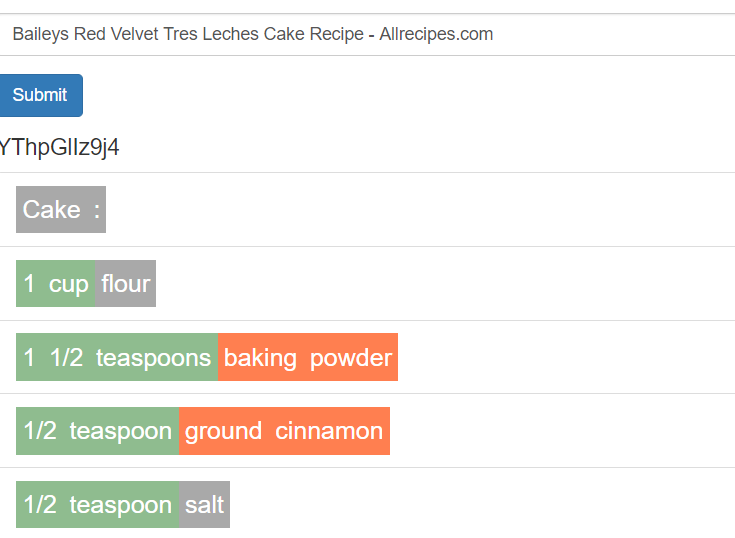 Baileys Red Velvet Tres Leches Cake Recipe - Allrecipes.com
Submit
YThpGlIz9j4
Cake :
1 cup flour
1 1/2 teaspoons baking powder
1/2 teaspoon ground cinnamon
1/2 teaspoon salt